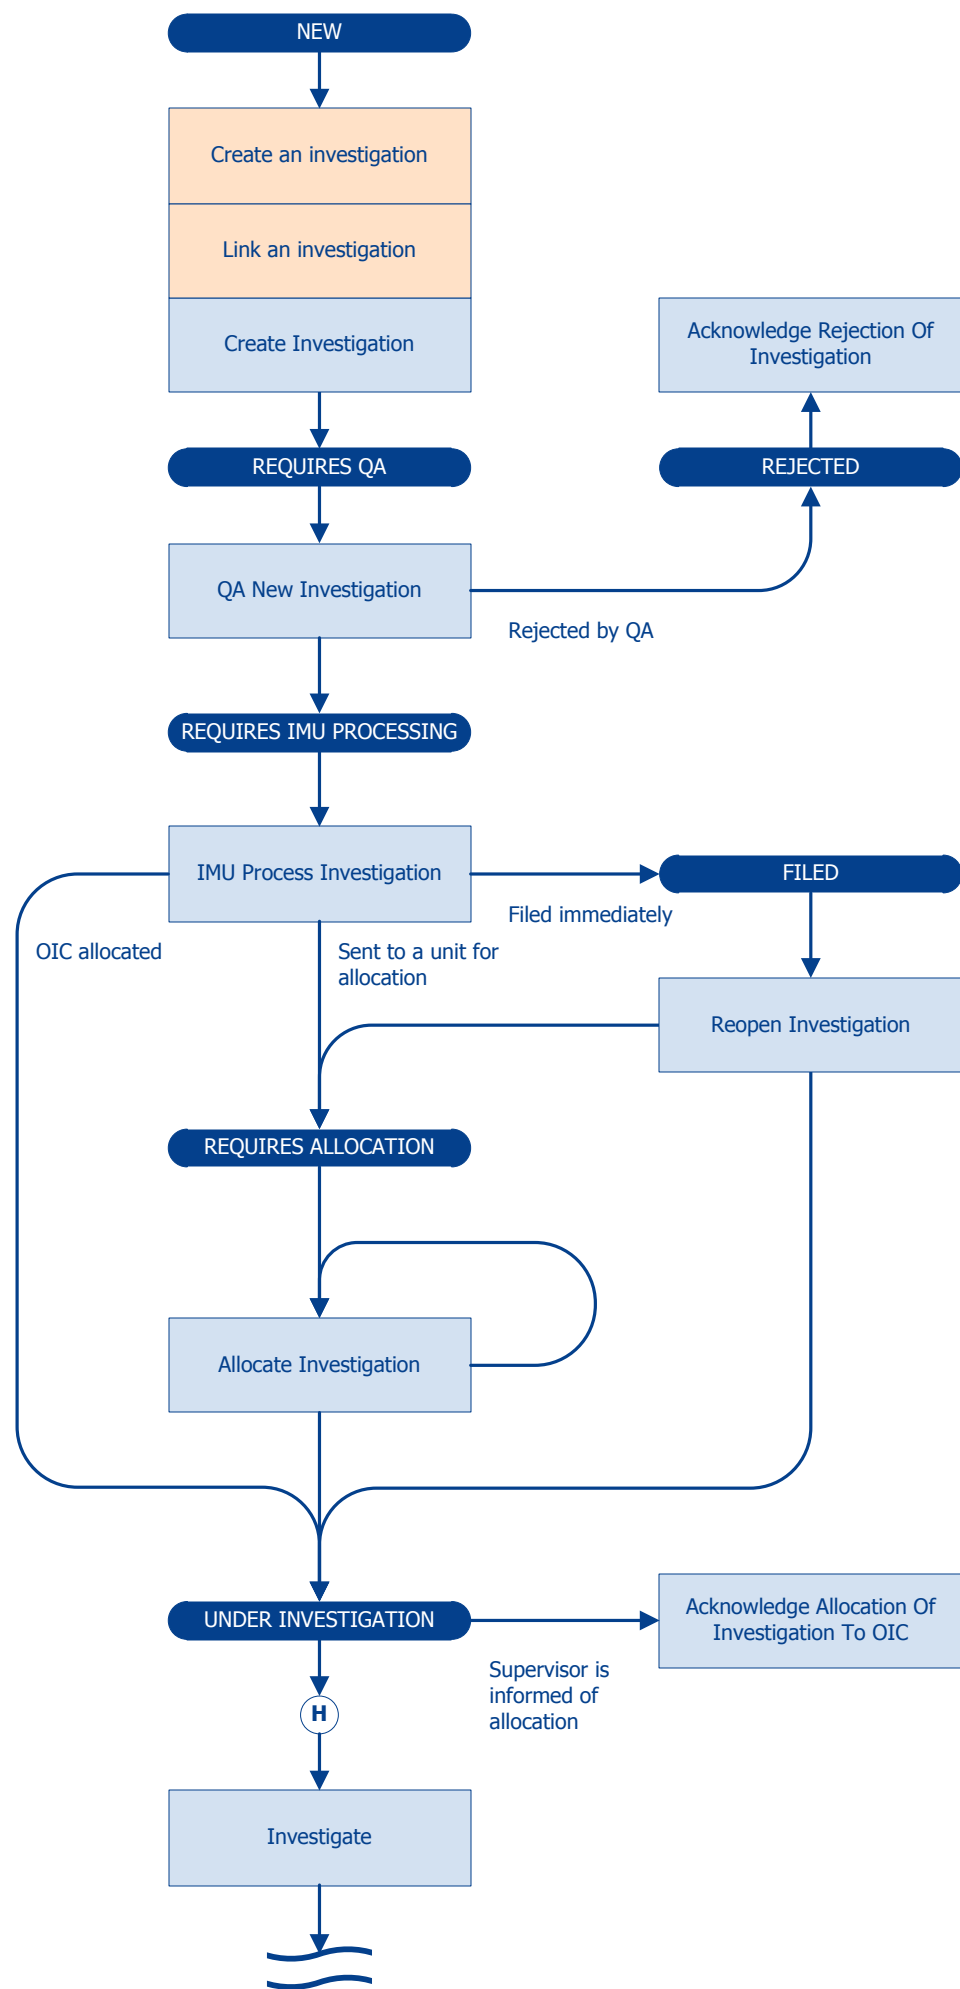 NEW
Create an investigation
Link an investigation
Create Investigation
Acknowledge Rejection Of
Investigation
REQUIRES QA
REJECTED
QA New Investigation
Rejected by QA
REQUIRES IMU PROCESSING
IMU Process Investigation
FILED
Filed immediately
OIC allocated
Sent to a unit for
allocation
Reopen Investigation
REQUIRES ALLOCATION
Allocate Investigation
UNDER INVESTIGATION
Acknowledge Allocation Of
Investigation To OIC
Supervisor is
informed of
allocation
H
Investigate